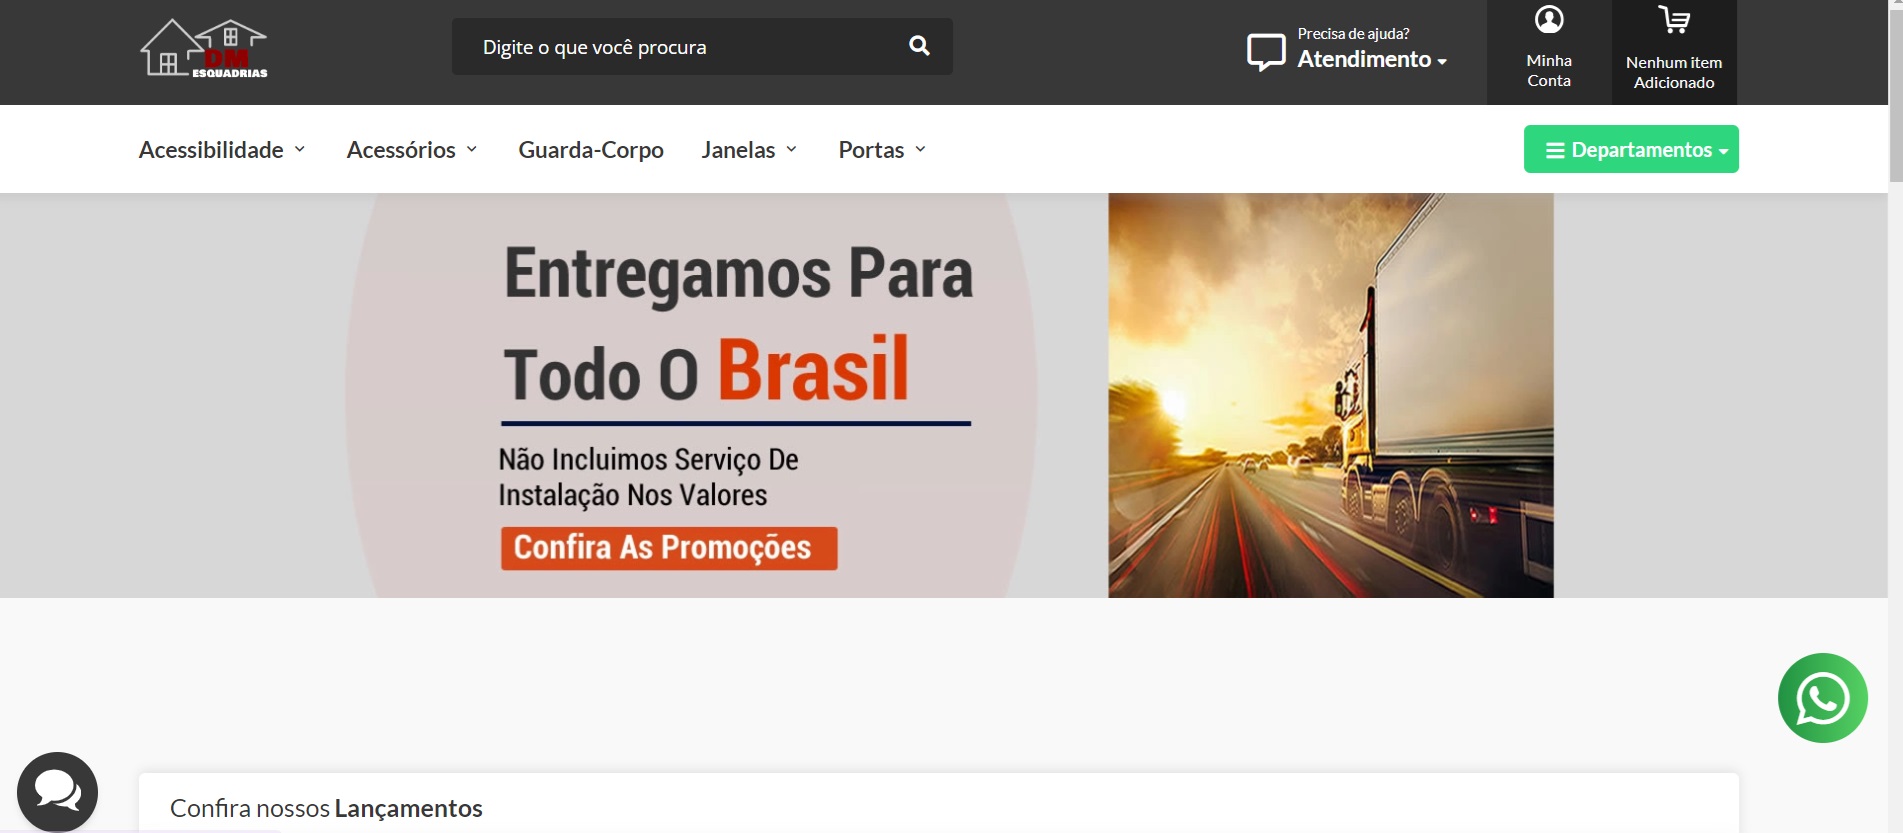 DM
ESQUADRIAS
Digite o que você procura
Precisa de ajuda?
Atendimento
Minha
Conta
Nenhum item
Adicionado
Acessibilidade
Acessórios
Guarda-Corpo
Janelas
Portas
Departamentos
Entregamos Para
Todo O Brasil
Não Incluimos Serviço De
Instalação Nos Valores
Confira As Promoções
Confira nossos Lançamentos